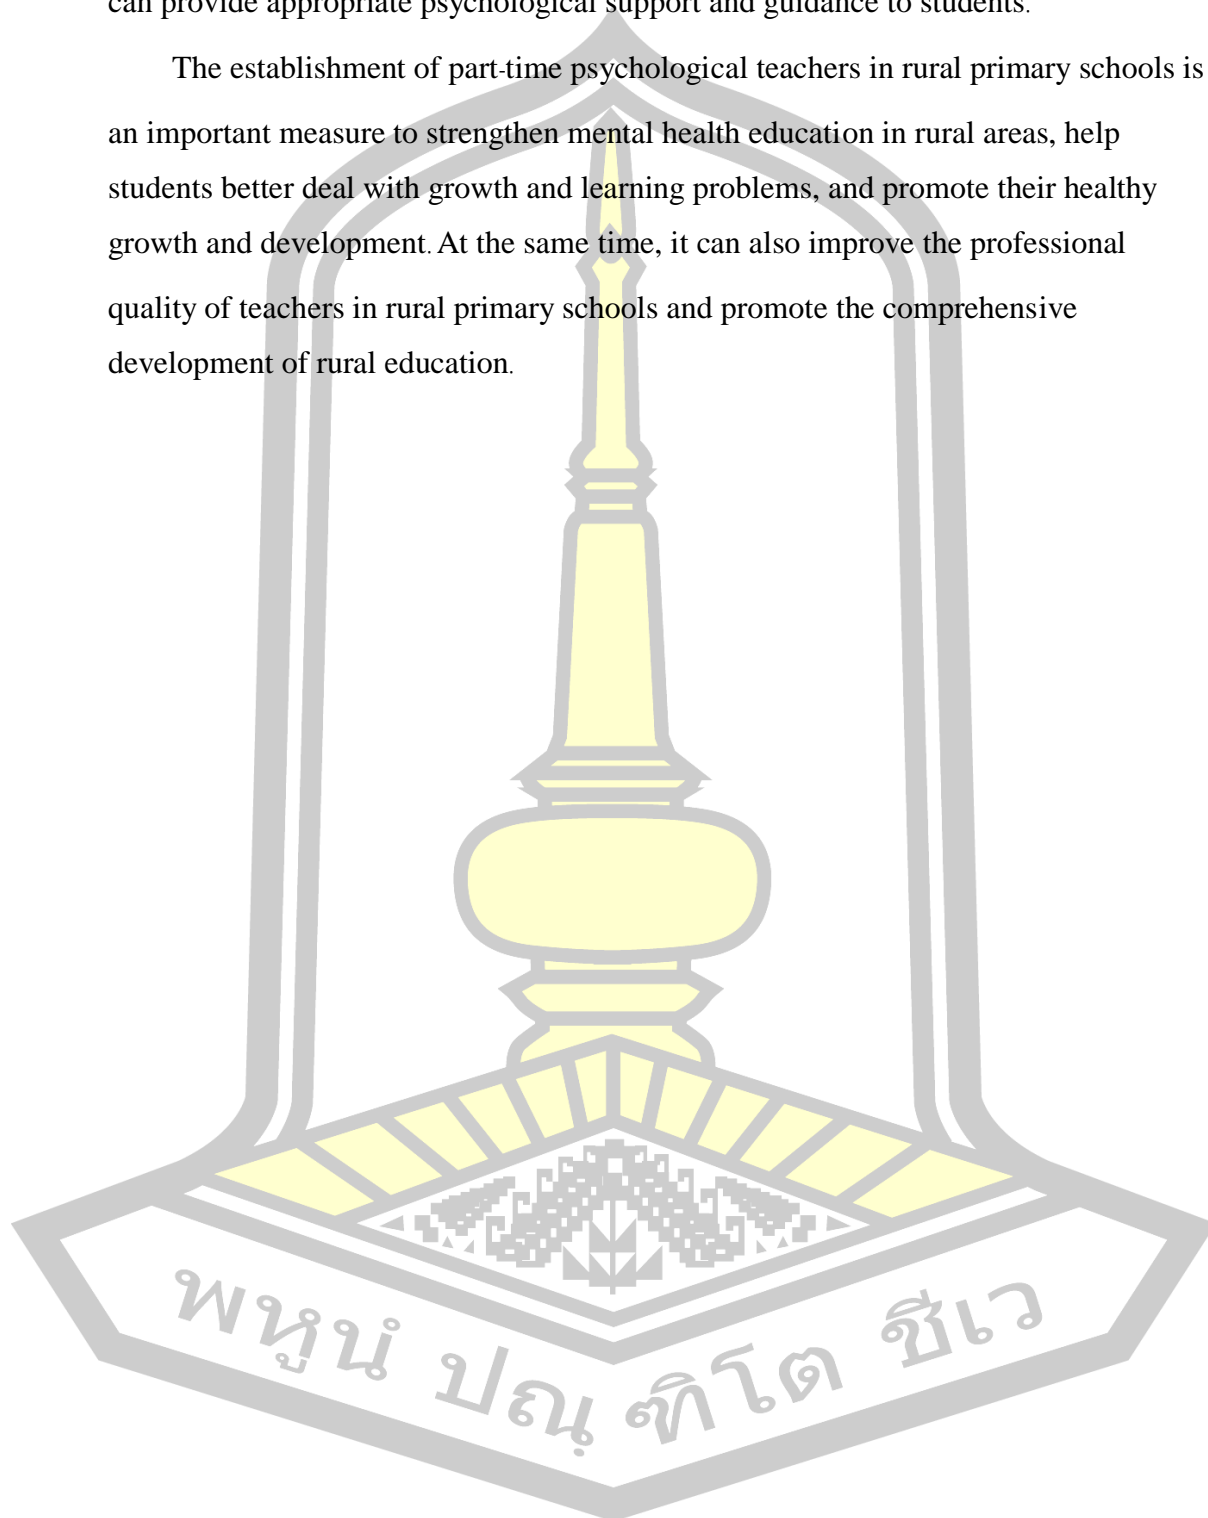 can provide appropriate psychological support and guidance to students.
The establishment of part-time psychological teachers in rural primary schools is
an important measure to strengthen mental health education in rural areas, help
students better deal with growth and learning problems, and promote their healthy
growth and development. At the same time, it can also improve the professional
quality of teachers in rural primary schools and promote the comprehensive
development of rural education.
พหูนํ ปณฺฑิโต ชีเว